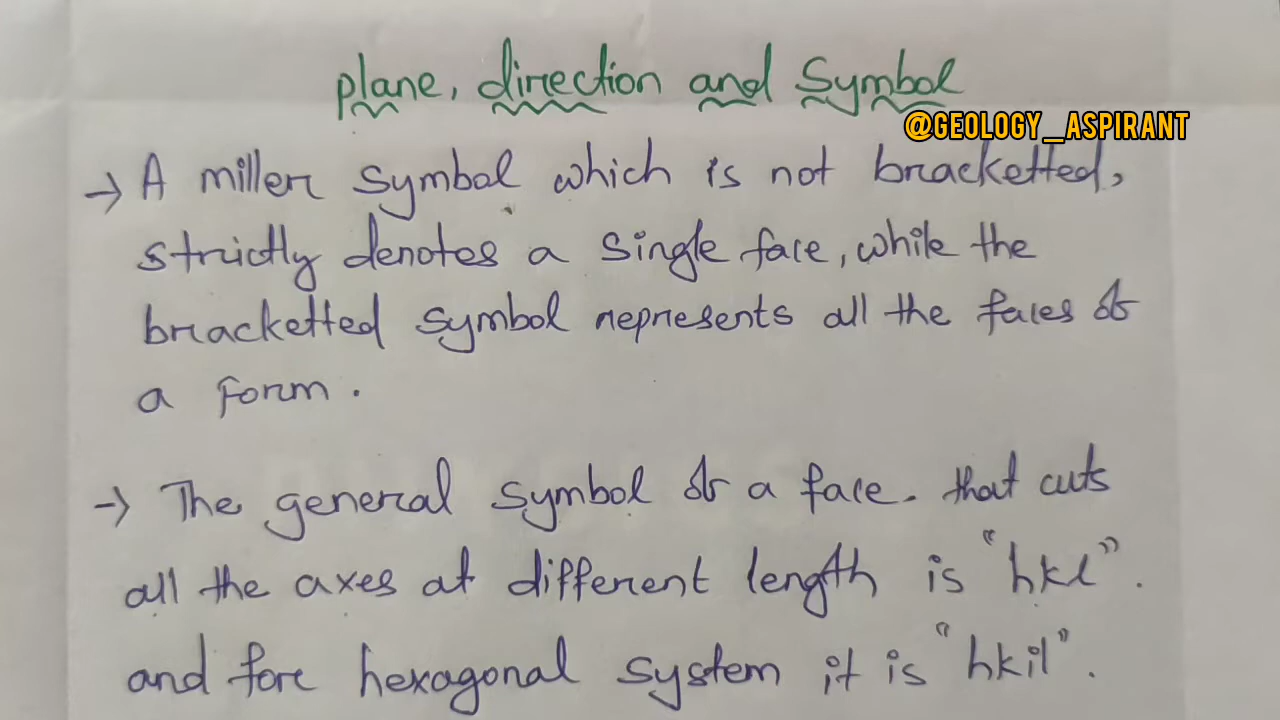 plane, direction and Symbol
@GEOLOGY_ASPIRANT
→ A miller symbol which is not bracketted,
strictly denotes a single face, while the
bracketted symbol represents all the faces of
a form.
→ The general symbol of a face. that cuts
all the axes at different length is "hkl".
and fore hexagonal system it is "hkil".